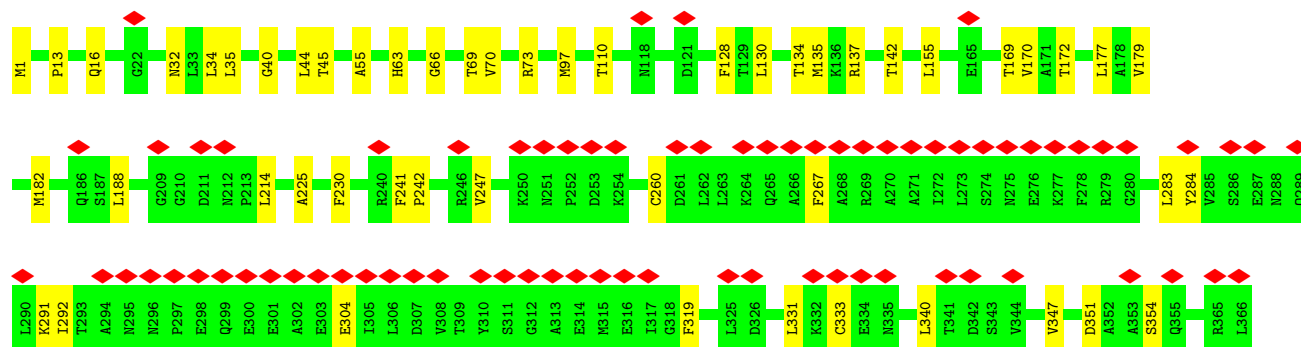 M1 P13 Q16 G22 N32 L33 L34 L35 G40 L44 T45 A55 H63 G66 T69 V70 R73 M97 T110 N118 D121 F128 T129 L130 T134 M135 K136 R137 T142 L155 E165 T169 V170 A171 T172 L177 A178 V179
M182 Q186 S187 L188 G209 G210 D211 N212 P213 L214 A225 F230 R240 F241 P242 R246 V247 K250 N251 P252 D253 K254 C260 D261 L262 L263 K264 Q265 A266 F267 A268 R269 A270 A271 I272 L273 S274 N275 E276 K277 F278 R279 G280 L283 Y284 V285 S286 E287 N288
L290 K291 I292 T293 A294 N295 N296 P297 E298 Q299 E300 E301 A302 E303 E304 T305 L306 D307 V308 T309 Y310 S311 G312 A313 E314 M315 E316 I317 G318 F319 L325 D326 L331 K332 C333 E334 N335 L340 T341 D342 S343 V344 V347 D351 A352 A353 S354 Q355 R365 L366